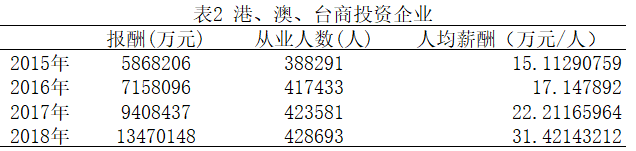 表2 港、澳、台商投资企业
报酬(万元) 从业人数(人) 人均薪酬（万元/人）
2015年 5868206 388291 15.11290759
2016年 7158096 417433 17.147892
2017年 9408437 423581 22.21165964
2018年 13470148 428693 31.42143212